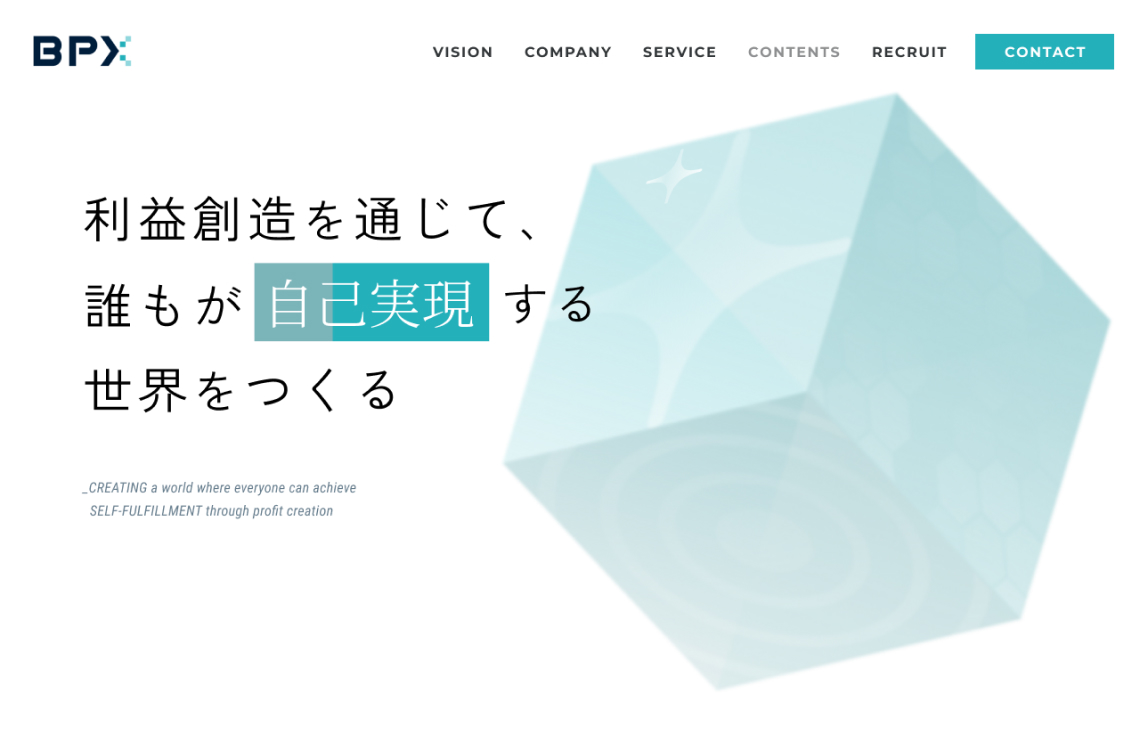 BPX
VISION COMPANY SERVICE CONTENTS RECRUIT CONTACT
利益創造を通じて、
誰もが自己実現する
世界をつくる
_CREATING a world where everyone can achieve
SELF-FULFILLMENT through profit creation